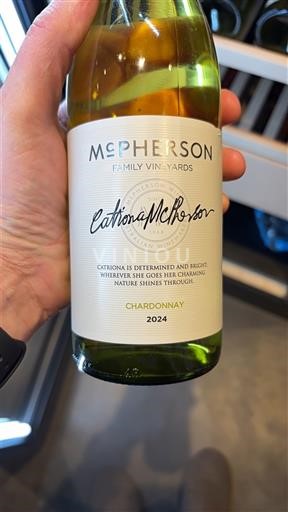 McPHERSON
FAMILY VINEYARDS
Catriona McPherson
VINIOU
CATRIONA IS DETERMINED AND BRIGHT,
WHEREVER SHE GOES HER CHARMING
NATURE SHINES THROUGH.
CHARDONNAY
2024